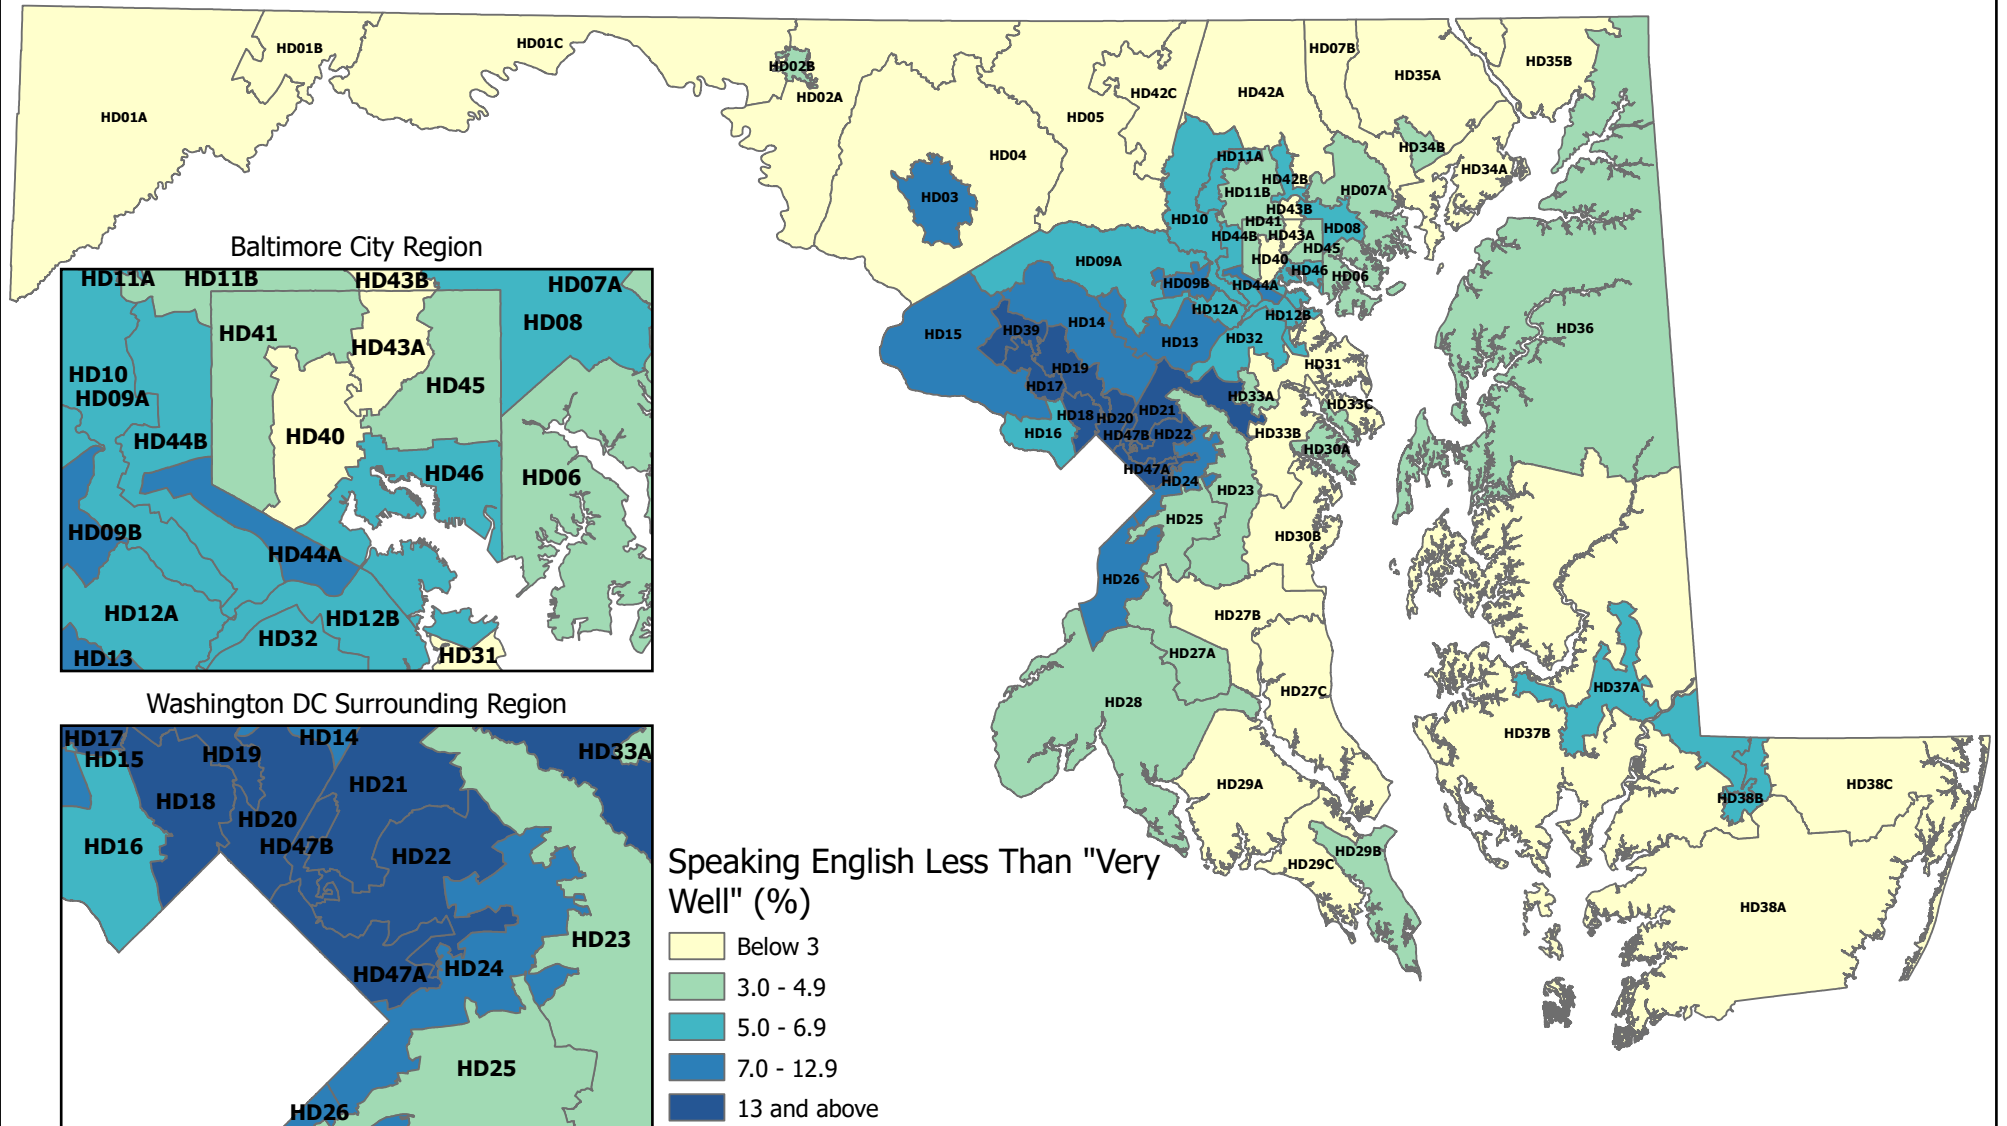 HD01A
HD01B
HD01C
HD02B
HD02A
HD03
HD04
HD05
HD42C
HD42A
HD07B
HD35A
HD35B
HD34B
HD34A
HD11A
HD11B
HD42B
HD07A
HD43B
HD10
HD41
HD44B
HD43A
HD08
HD45
HD40
HD46
HD06
HD09A
HD09B
HD44A
HD12A
HD12B
HD36
HD15
HD39
HD14
HD13
HD32
HD31
HD19
HD17
HD33A
HD33C
HD18
HD20
HD21
HD16
HD47B
HD22
HD33B
HD30A
HD47A
HD24
HD23
HD25
HD30B
HD26
HD27B
HD27A
HD27C
HD28
HD37A
HD37B
HD29A
HD38B
HD38C
HD29B
HD29C
HD38A
Baltimore City Region
HD11A
HD11B
HD43B
HD07A
HD08
HD41
HD43A
HD10
HD09A
HD45
HD44B
HD40
HD46
HD06
HD09B
HD44A
HD12A
HD12B
HD32
HD13
HD31
Washington DC Surrounding Region
HD17
HD15
HD19
HD14
HD33A
HD21
HD18
HD20
HD16
HD47B
HD22
HD23
HD47A
HD24
HD25
HD26
Speaking English Less Than "Very
Well" (%)
Below 3
3.0 - 4.9
5.0 - 6.9
7.0 - 12.9
13 and above